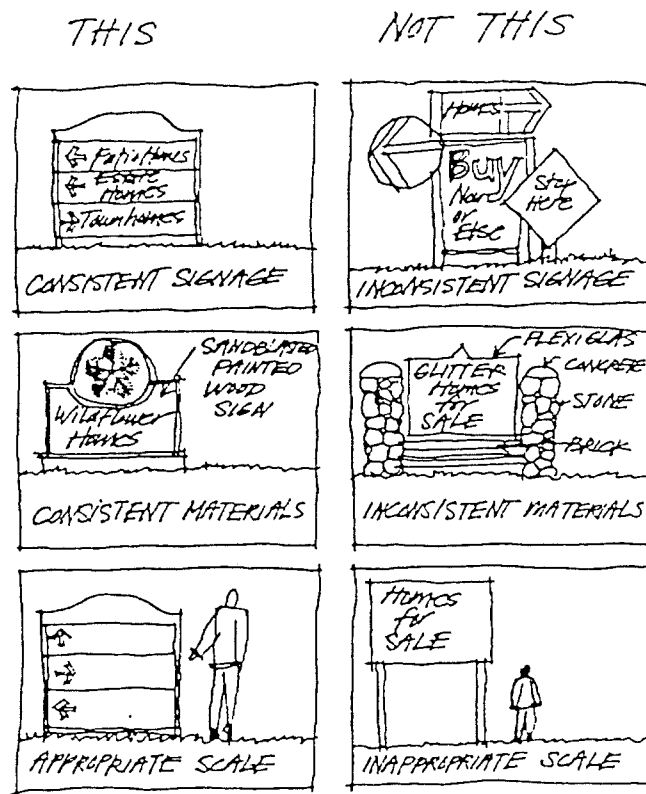 THIS
NOT THIS
Patio Homes
Estate
Homes
Townhomes
CONSISTENT SIGNAGE
HOMES
Buy
Now
or
Else
Stop
Here
INCONSISTENT SIGNAGE
Wildflower
Homes
SANDBLATED
PAINTED
WOOD
SIGN
CONSISTENT MATERIALS
GLITTER
HOMES
for
SALE
PLEXIGLAS
CONCRETE
STONE
BRICK
INCONSISTENT MATERIALS
APPROPRIATE SCALE
HOMES
for
SALE
INAPPROPRIATE SCALE